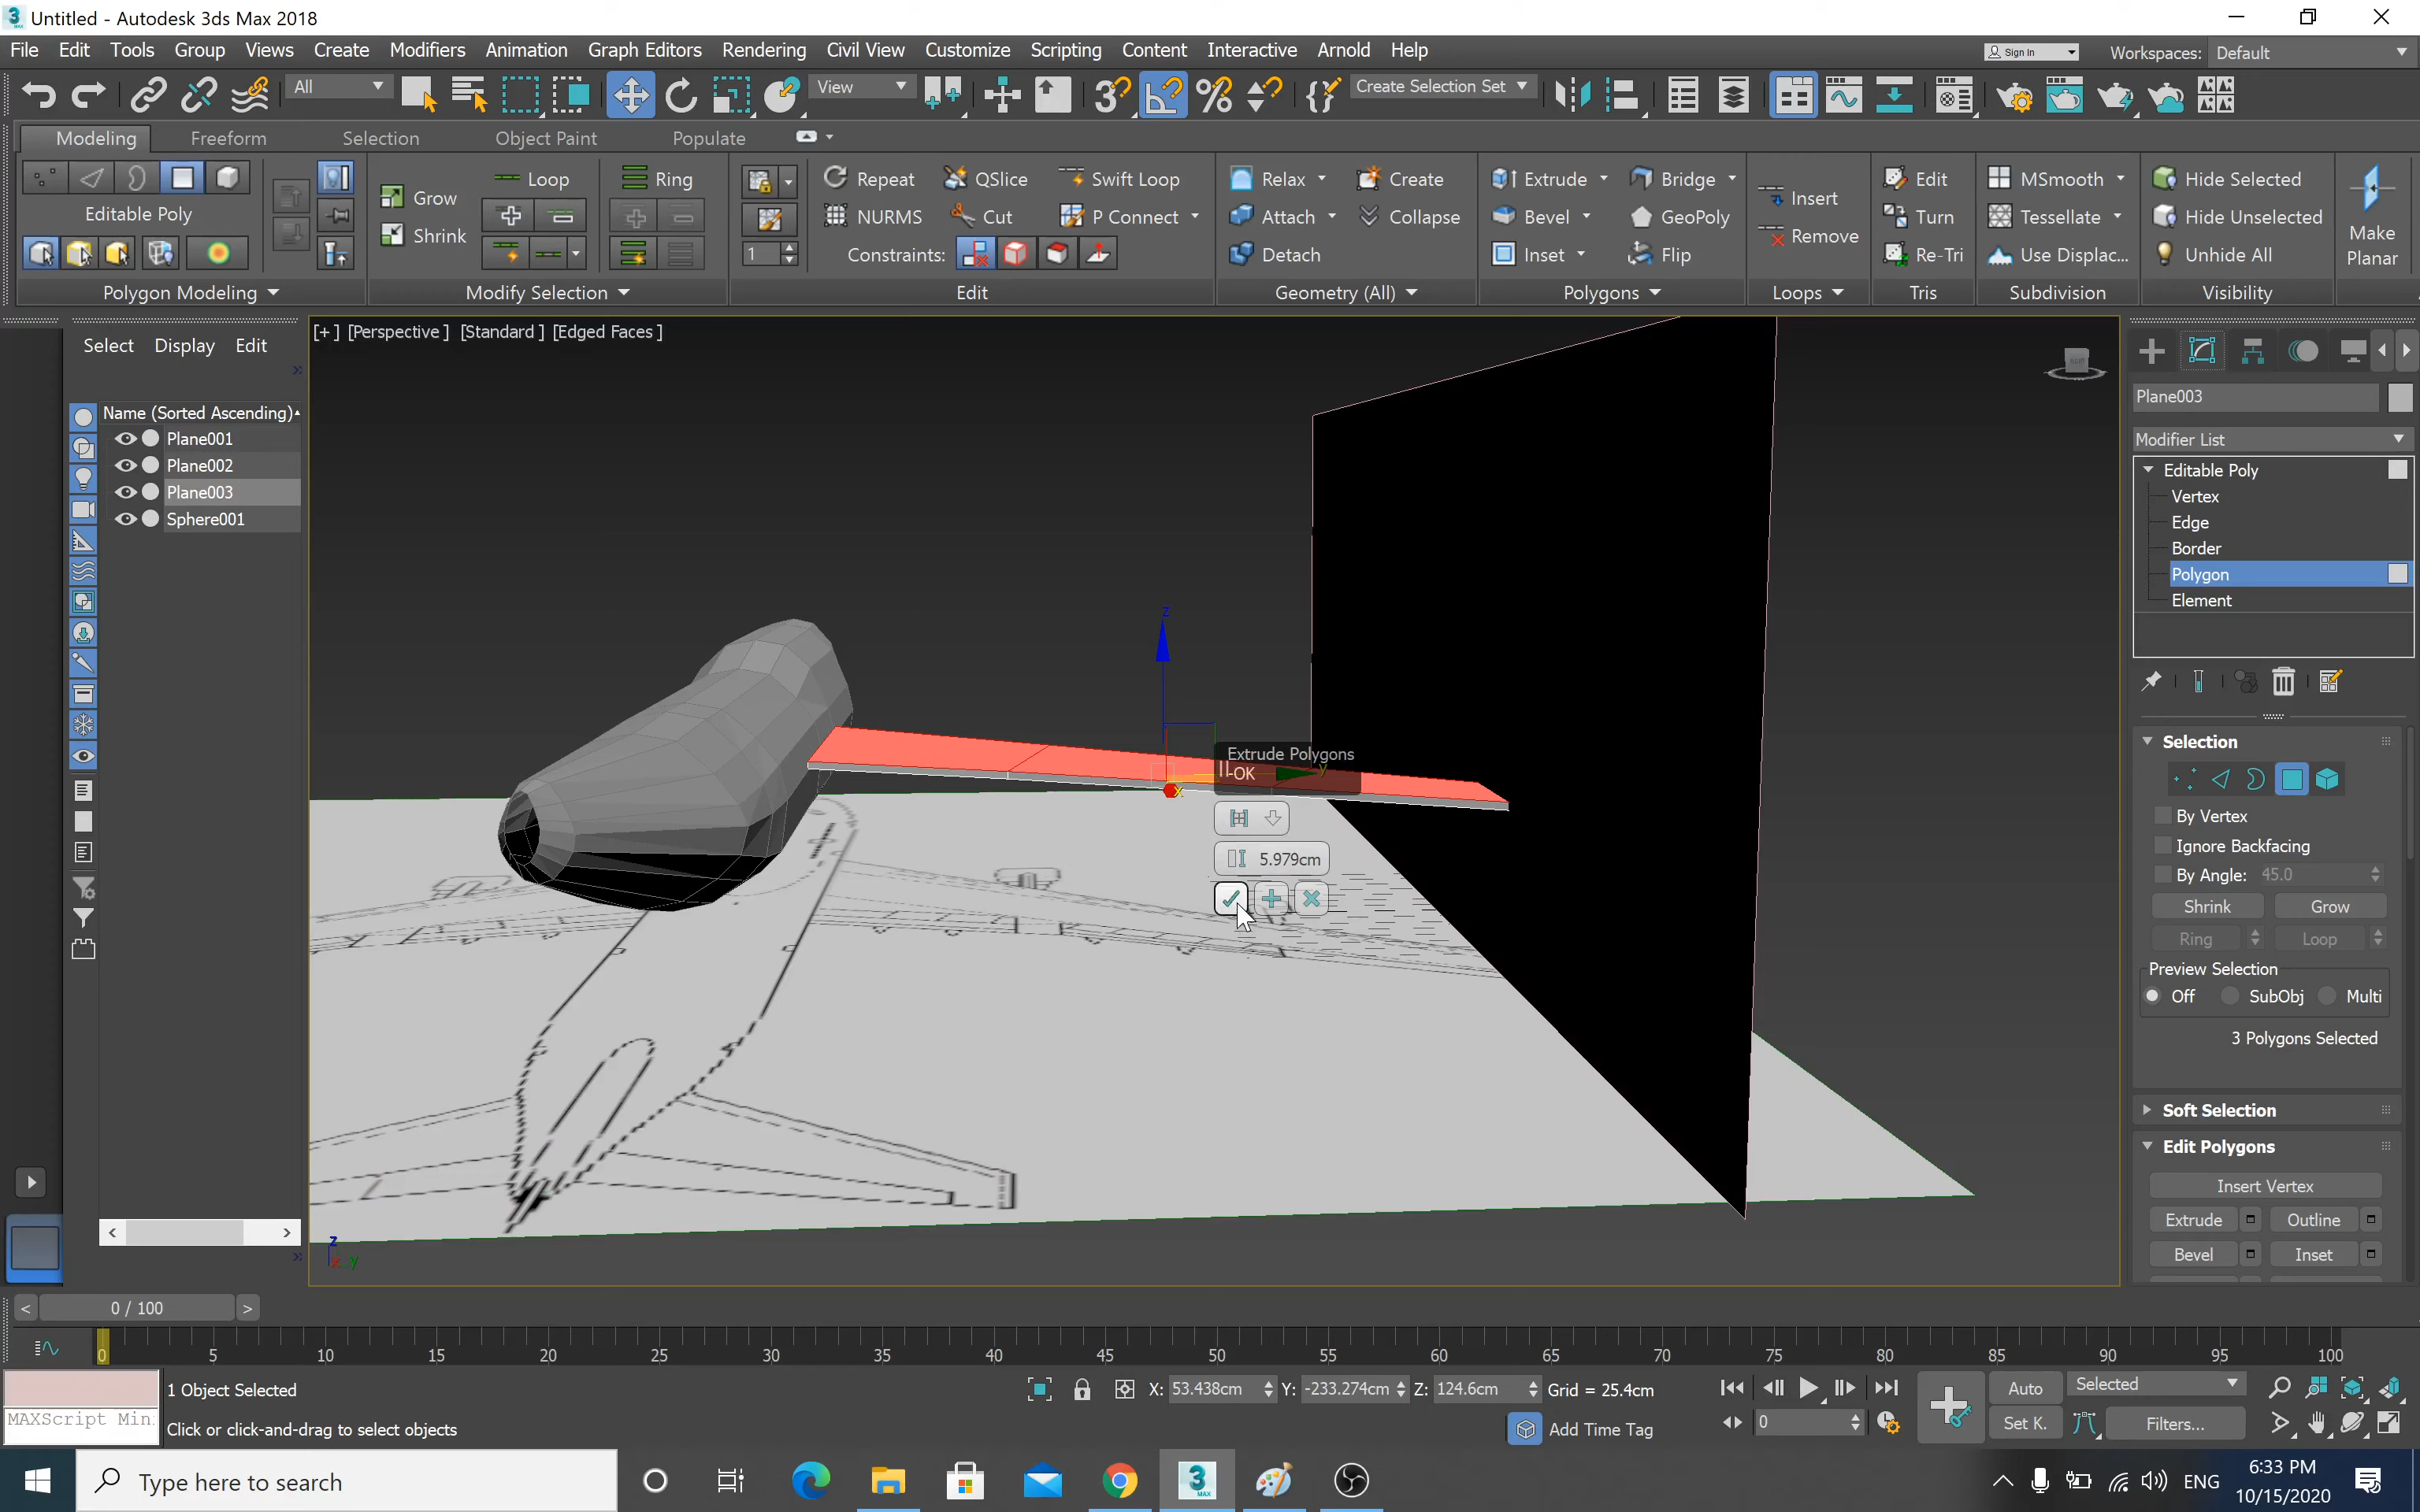 Untitled - Autodesk 3ds Max 2018
File Edit Tools Group Views Create Modifiers Animation Graph Editors Rendering Civil View Customize Scripting Content Interactive Arnold Help
Sign In Workspaces: Default
All View Create Selection Set
Modeling Freeform Selection Object Paint Populate
Grow Loop Ring Repeat QSlice Swift Loop Relax Create Extrude Bridge Insert Edit MSmooth Hide Selected
Editable Poly Shrink NURMS Cut P Connect Attach Collapse Bevel GeoPoly Remove Turn Tessellate Hide Unselected Make Planar
1 Constraints: Detach Inset Flip Re-Tri Use Displac... Unhide All
Polygon Modeling Modify Selection Edit Geometry (All) Polygons Loops Tris Subdivision Visibility
Select Display Edit
Name (Sorted Ascending)
Plane001
Plane002
Plane003
Sphere001
[+] [Perspective] [Standard] [Edged Faces]
z
Extrude Polygons
OK
y
x
5.979cm
z
x y
Plane003
Modifier List
Editable Poly
Vertex
Edge
Border
Polygon
Element
Selection
By Vertex
Ignore Backfacing
By Angle: 45.0
Shrink Grow
Ring Loop
Preview Selection
Off SubObj Multi
3 Polygons Selected
Soft Selection
Edit Polygons
Insert Vertex
Extrude Outline
Bevel Inset
< 0 / 100 >
0 5 10 15 20 25 30 35 40 45 50 55 60 65 70 75 80 85 90 95 100
1 Object Selected X: 53.438cm Y: -233.274cm Z: 124.6cm Grid = 25.4cm Auto Selected
MAXScript Min Click or click-and-drag to select objects Add Time Tag 0 Set K. Filters...
Type here to search
ENG
6:33 PM
10/15/2020